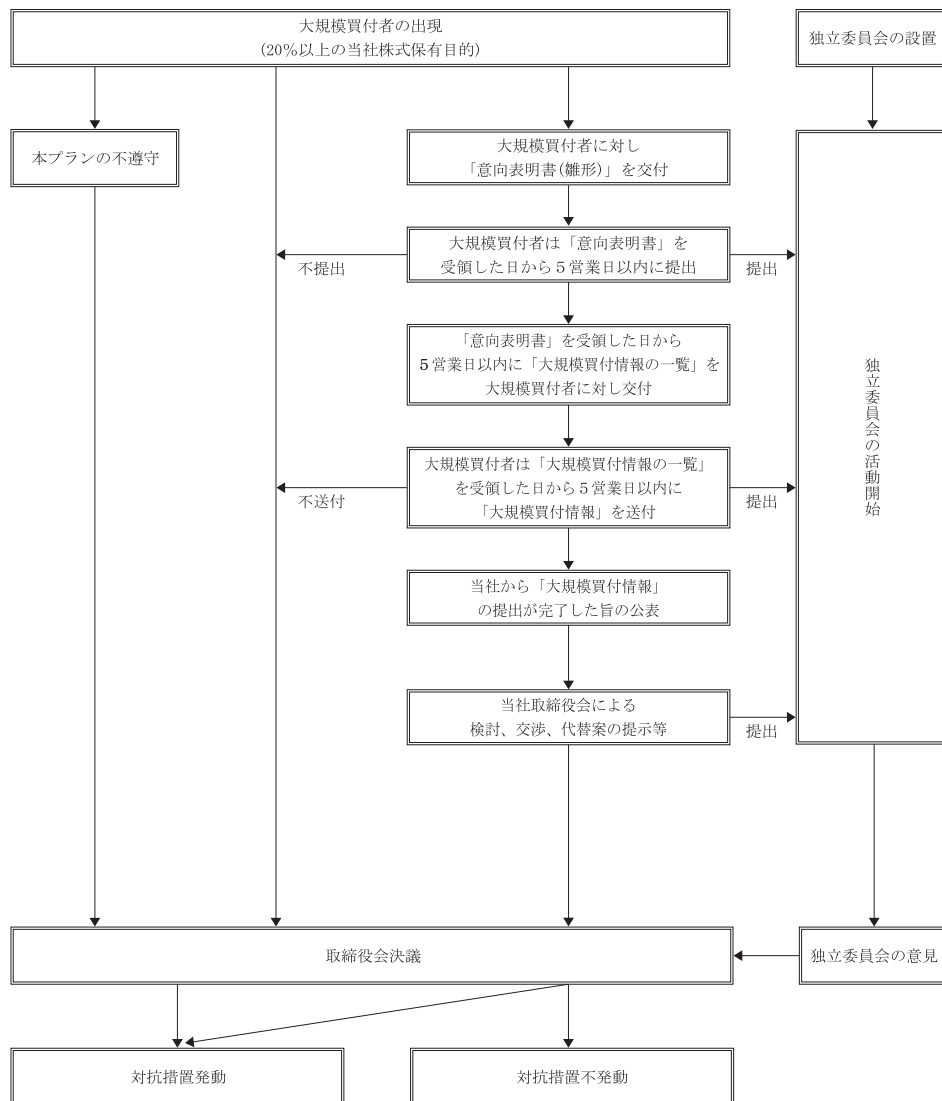 大規模買付者の出現
(20%以上の当社株式保有目的)
独立委員会の設置
本プランの不遵守
大規模買付者に対し
「意向表明書(雛形)」を交付
大規模買付者は「意向表明書」を
受領した日から5営業日以内に提出
不提出
提出
「意向表明書」を受領した日から
5営業日以内に「大規模買付情報の一覧」を
大規模買付者に対し交付
大規模買付者は「大規模買付情報の一覧」
を受領した日から5営業日以内に
「大規模買付情報」を送付
不送付
提出
独立委員会の活動開始
当社から「大規模買付情報」
の提出が完了した旨の公表
当社取締役会による
検討、交渉、代替案の提示等
提出
取締役会決議
独立委員会の意見
対抗措置発動
対抗措置不発動